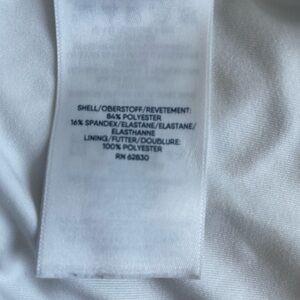 SHELL/OBERSTOFF/REVETEMENT:
84% POLYESTER
16% SPANDEX/ELASTANE/ELASTANE/
ELASTHANNE
LINING/FUTTER/DOUBLURE:
100% POLYESTER
RN 62830